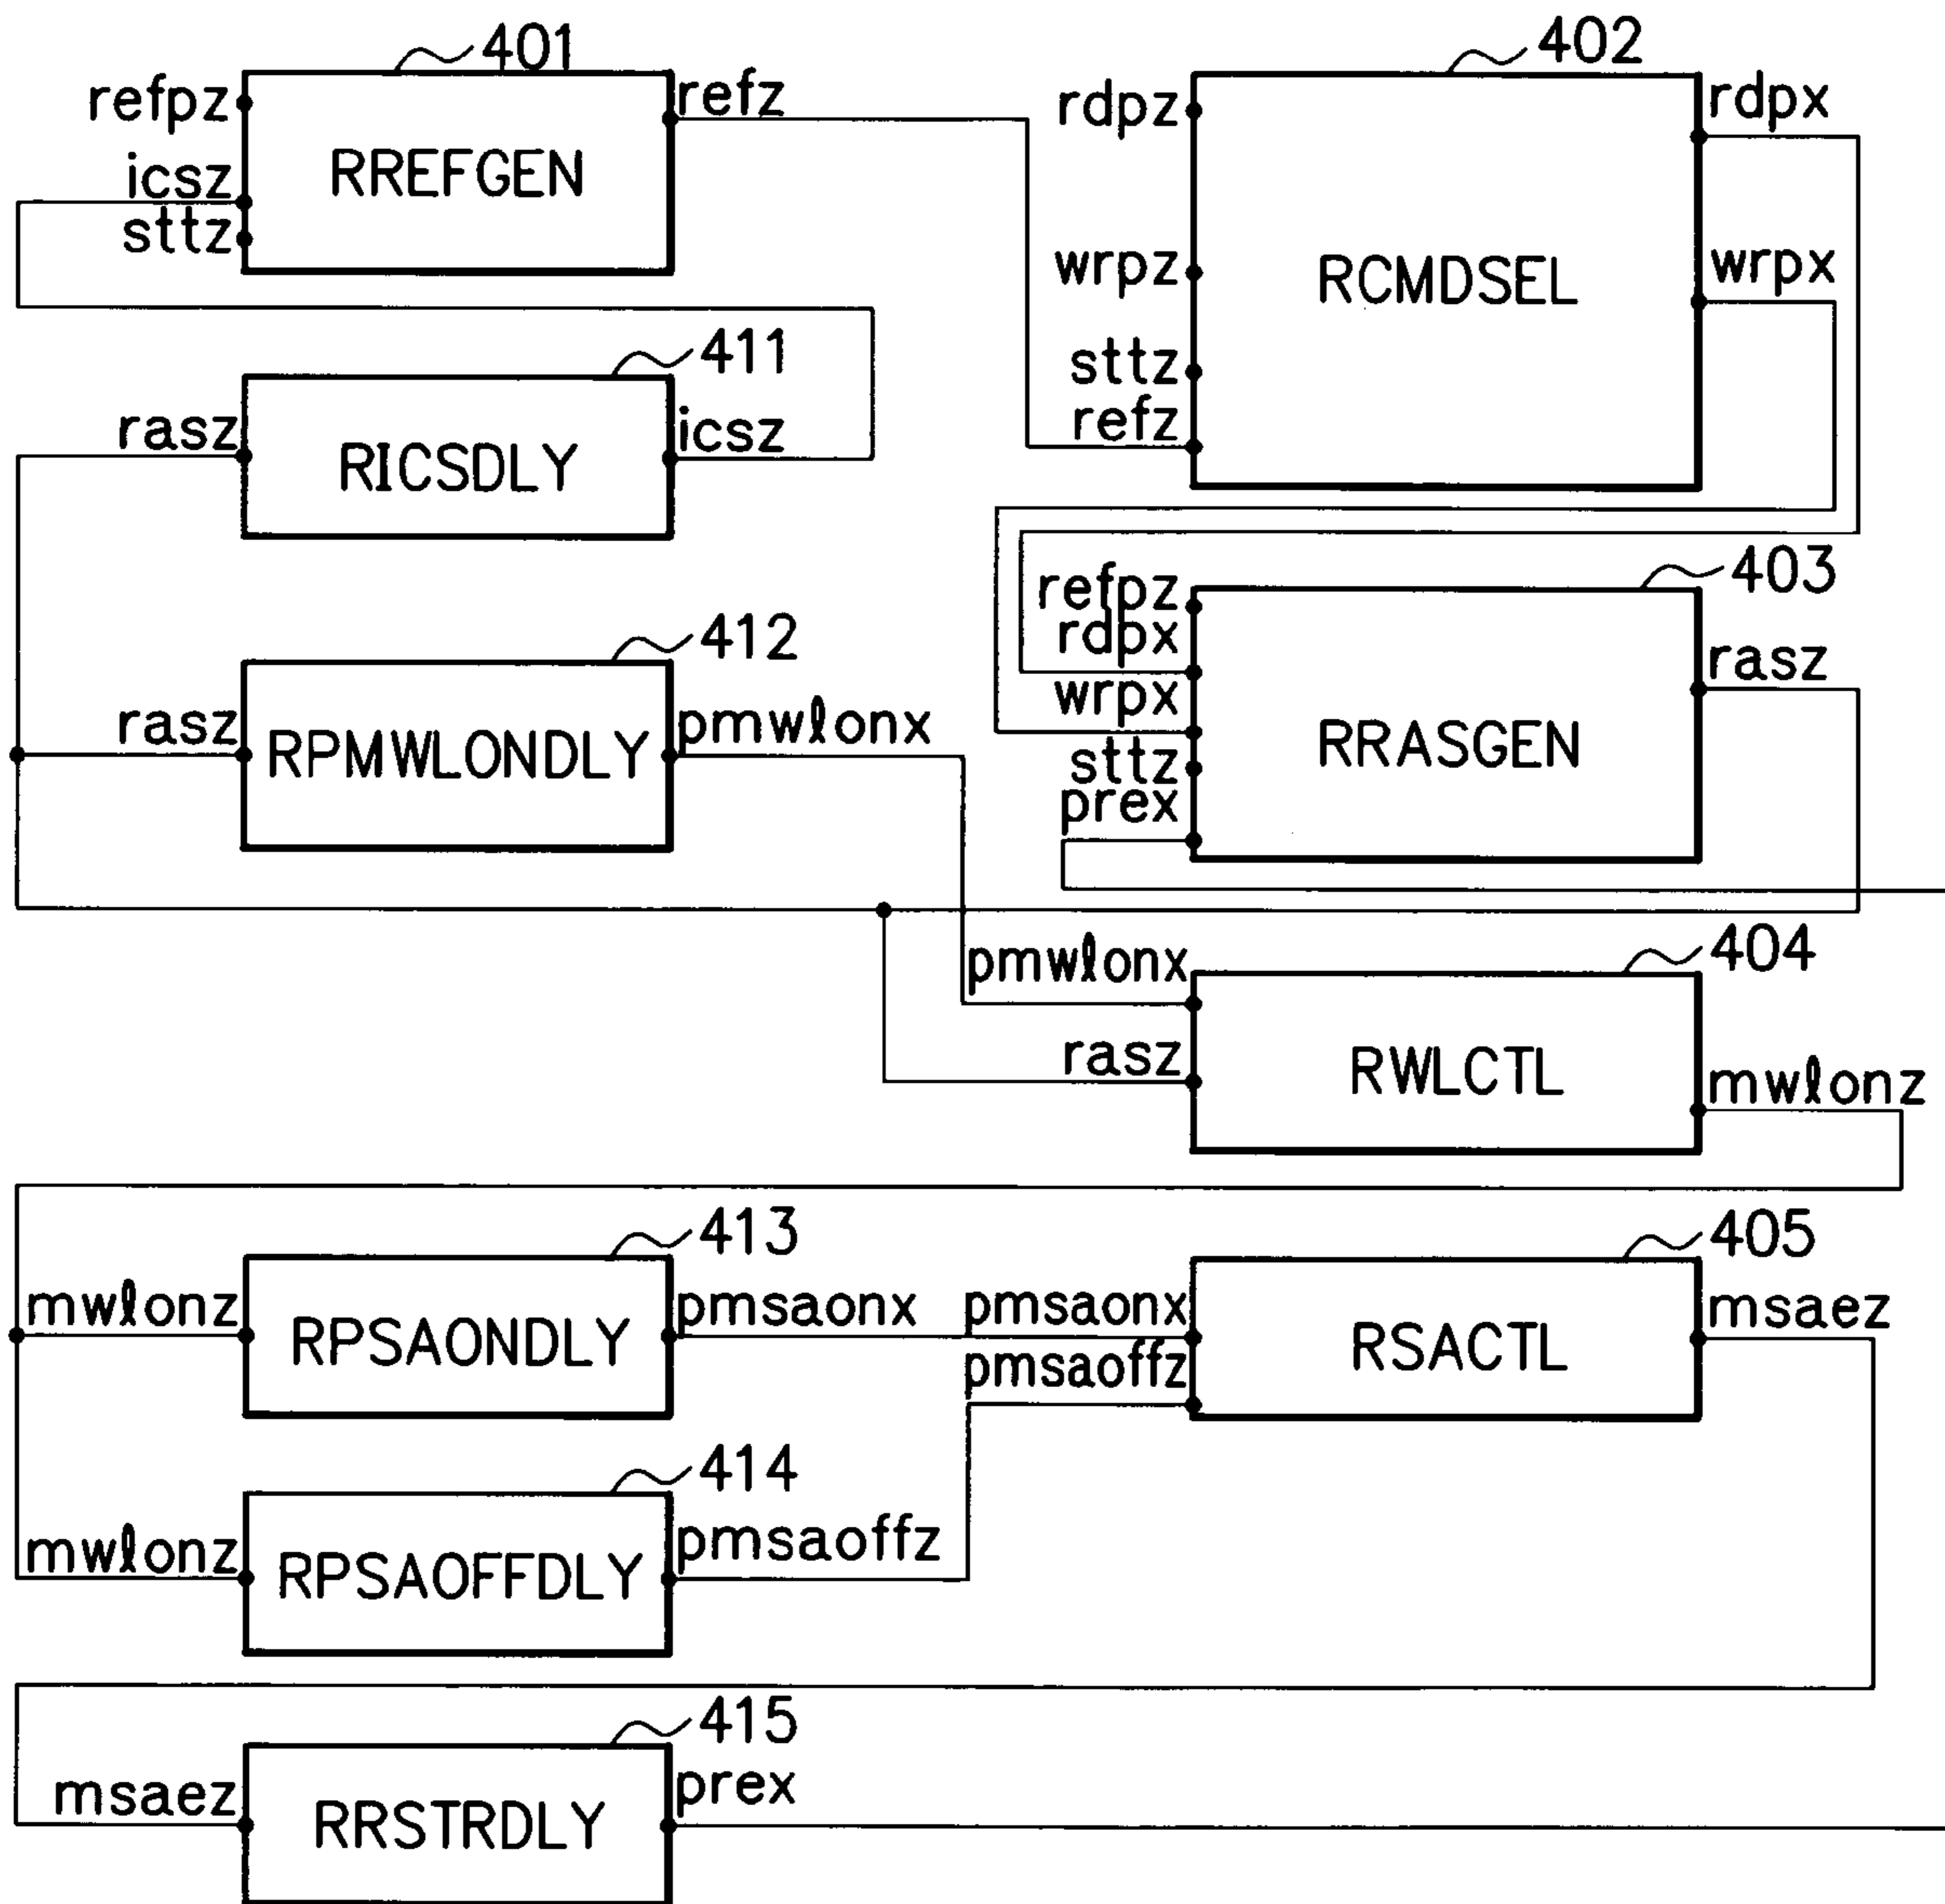 401
refpz
icsz
sttz
RREFGEN
refz
402
rdpz
wrpz
sttz
refz
RCMDSEL
rdpx
wrpx
411
rasz
RICSDLY
icsz
403
refpz
rdpx
wrpx
sttz
prex
RRASGEN
rasz
412
rasz
RPMWLONDLY
pmwlonx
404
pmwlonx
rasz
RWLCTL
mwlonz
413
mwlonz
RPSAONDLY
pmsaonx
405
pmsaonx
pmsaoffz
RSACTL
msaez
414
mwlonz
RPSAOFFDLY
pmsaoffz
415
msaez
RRSTRDLY
prex